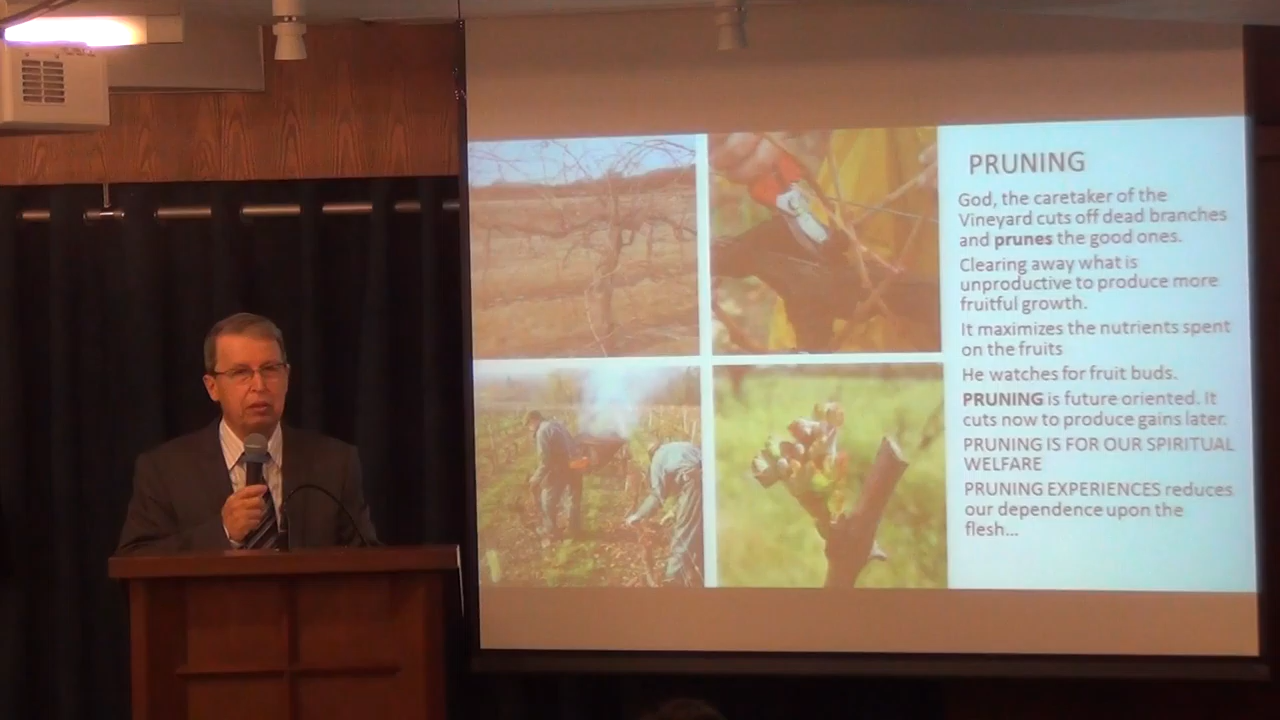 PRUNING
God, the caretaker of the
Vineyard cuts off dead branches
and prunes the good ones.
Clearing away what is
unproductive to produce more
fruitful growth.
It maximizes the nutrients spent
on the fruits
He watches for fruit buds.
PRUNING is future oriented. It
cuts now to produce gains later.
PRUNING IS FOR OUR SPIRITUAL
WELFARE
PRUNING EXPERIENCES reduces
our dependence upon the
flesh...